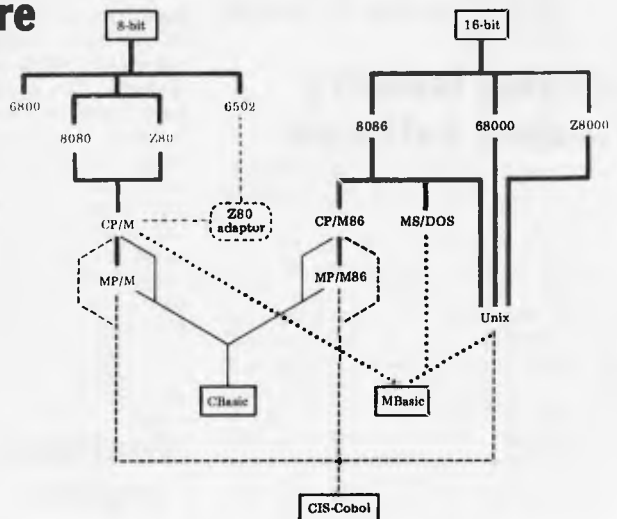 re
8-bit
16-bit
6800
6502
8080
Z80
8086
68000
Z8000
Z80
adaptor
CP/M
CP/M86
MS/DOS
MP/M
MP/M86
Unix
CBasic
MBasic
CIS-Cobol